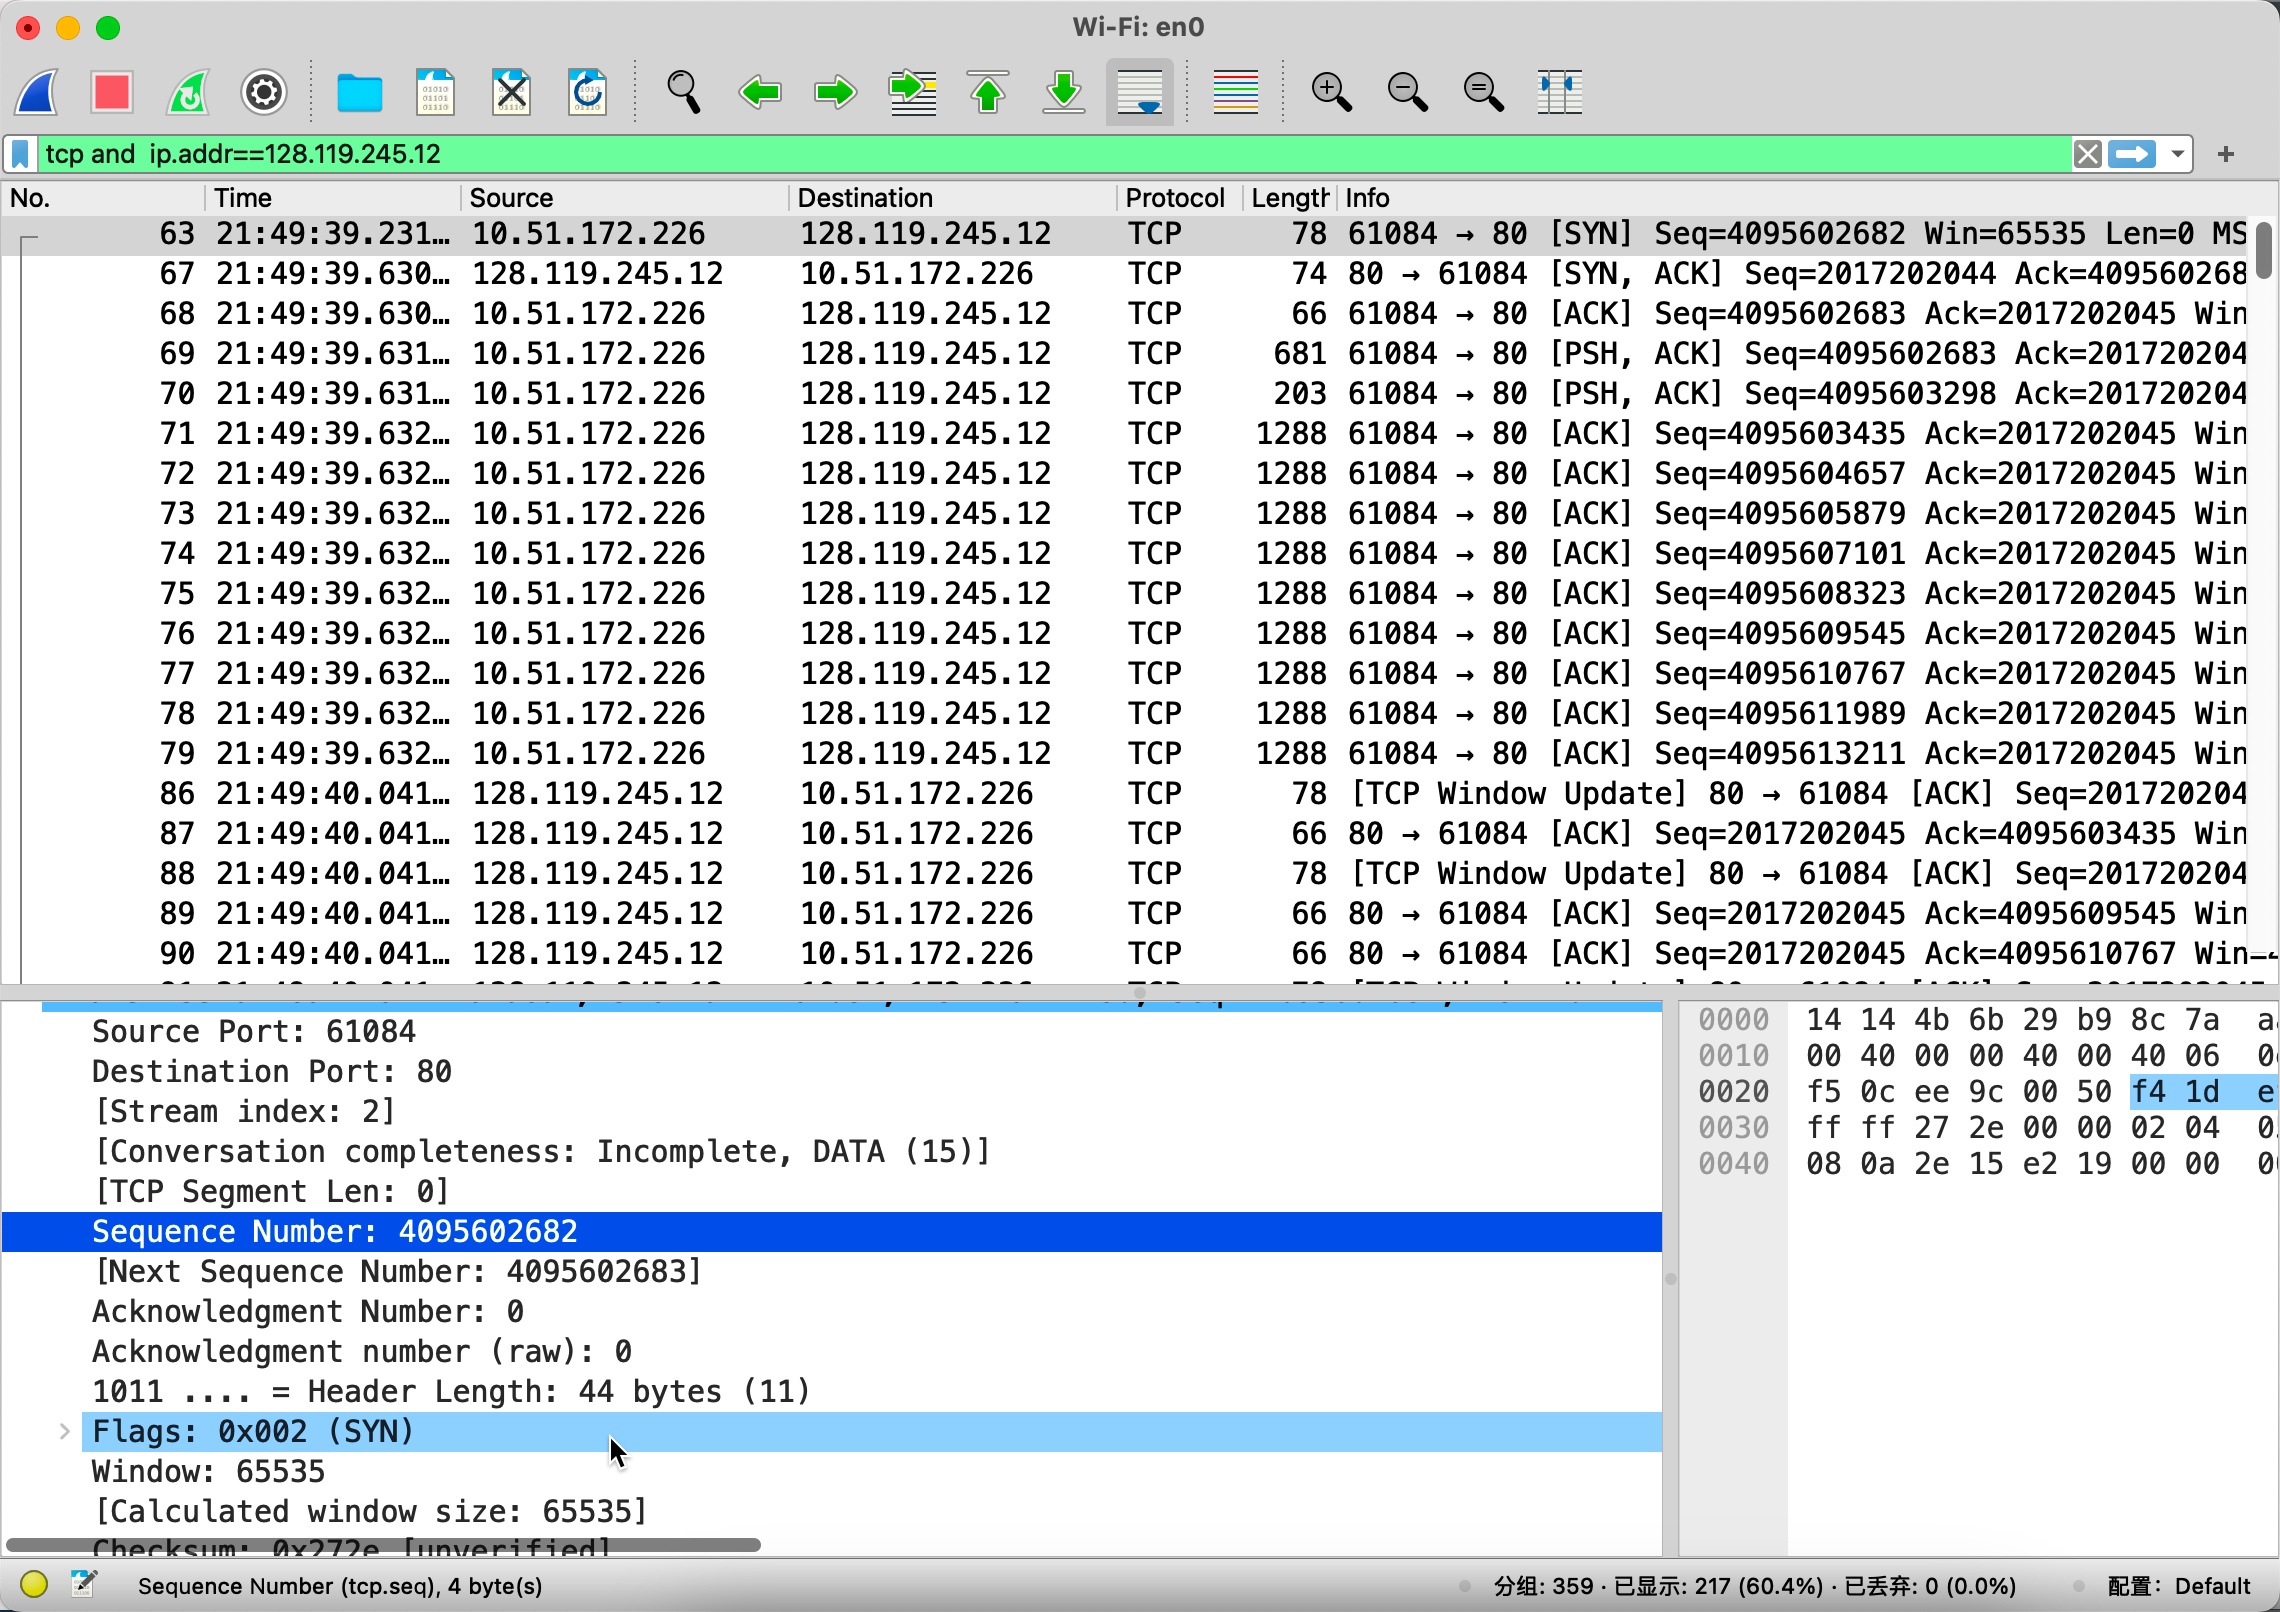 Wi-Fi: en0
tcp and  ip.addr==128.119.245.12
No. Time Source Destination Protocol Length Info
63 21:49:39.231… 10.51.172.226 128.119.245.12 TCP 78 61084 → 80 [SYN] Seq=4095602682 Win=65535 Len=0 MS
67 21:49:39.630… 128.119.245.12 10.51.172.226 TCP 74 80 → 61084 [SYN, ACK] Seq=2017202044 Ack=409560268
68 21:49:39.630… 10.51.172.226 128.119.245.12 TCP 66 61084 → 80 [ACK] Seq=4095602683 Ack=2017202045 Win
69 21:49:39.631… 10.51.172.226 128.119.245.12 TCP 681 61084 → 80 [PSH, ACK] Seq=4095602683 Ack=201720204
70 21:49:39.631… 10.51.172.226 128.119.245.12 TCP 203 61084 → 80 [PSH, ACK] Seq=4095603298 Ack=201720204
71 21:49:39.632… 10.51.172.226 128.119.245.12 TCP 1288 61084 → 80 [ACK] Seq=4095603435 Ack=2017202045 Win
72 21:49:39.632… 10.51.172.226 128.119.245.12 TCP 1288 61084 → 80 [ACK] Seq=4095604657 Ack=2017202045 Win
73 21:49:39.632… 10.51.172.226 128.119.245.12 TCP 1288 61084 → 80 [ACK] Seq=4095605879 Ack=2017202045 Win
74 21:49:39.632… 10.51.172.226 128.119.245.12 TCP 1288 61084 → 80 [ACK] Seq=4095607101 Ack=2017202045 Win
75 21:49:39.632… 10.51.172.226 128.119.245.12 TCP 1288 61084 → 80 [ACK] Seq=4095608323 Ack=2017202045 Win
76 21:49:39.632… 10.51.172.226 128.119.245.12 TCP 1288 61084 → 80 [ACK] Seq=4095609545 Ack=2017202045 Win
77 21:49:39.632… 10.51.172.226 128.119.245.12 TCP 1288 61084 → 80 [ACK] Seq=4095610767 Ack=2017202045 Win
78 21:49:39.632… 10.51.172.226 128.119.245.12 TCP 1288 61084 → 80 [ACK] Seq=4095611989 Ack=2017202045 Win
79 21:49:39.632… 10.51.172.226 128.119.245.12 TCP 1288 61084 → 80 [ACK] Seq=4095613211 Ack=2017202045 Win
86 21:49:40.041… 128.119.245.12 10.51.172.226 TCP 78 [TCP Window Update] 80 → 61084 [ACK] Seq=201720204
87 21:49:40.041… 128.119.245.12 10.51.172.226 TCP 66 80 → 61084 [ACK] Seq=2017202045 Ack=4095603435 Win
88 21:49:40.041… 128.119.245.12 10.51.172.226 TCP 78 [TCP Window Update] 80 → 61084 [ACK] Seq=201720204
89 21:49:40.041… 128.119.245.12 10.51.172.226 TCP 66 80 → 61084 [ACK] Seq=2017202045 Ack=4095609545 Win
90 21:49:40.041… 128.119.245.12 10.51.172.226 TCP 66 80 → 61084 [ACK] Seq=2017202045 Ack=4095610767 Win=
Source Port: 61084
Destination Port: 80
[Stream index: 2]
[Conversation completeness: Incomplete, DATA (15)]
[TCP Segment Len: 0]
Sequence Number: 4095602682
[Next Sequence Number: 4095602683]
Acknowledgment Number: 0
Acknowledgment number (raw): 0
1011 .... = Header Length: 44 bytes (11)
Flags: 0x002 (SYN)
Window: 65535
[Calculated window size: 65535]
Checksum: 0x272e [unverified]
0000 14 14 4b 6b 29 b9 8c 7a
0010 00 40 00 00 40 00 40 06
0020 f5 0c ee 9c 00 50 f4 1d
0030 ff ff 27 2e 00 00 02 04
0040 08 0a 2e 15 e2 19 00 00
Sequence Number (tcp.seq), 4 byte(s)
分组: 359 · 已显示: 217 (60.4%) · 已丢弃: 0 (0.0%)
配置: Default